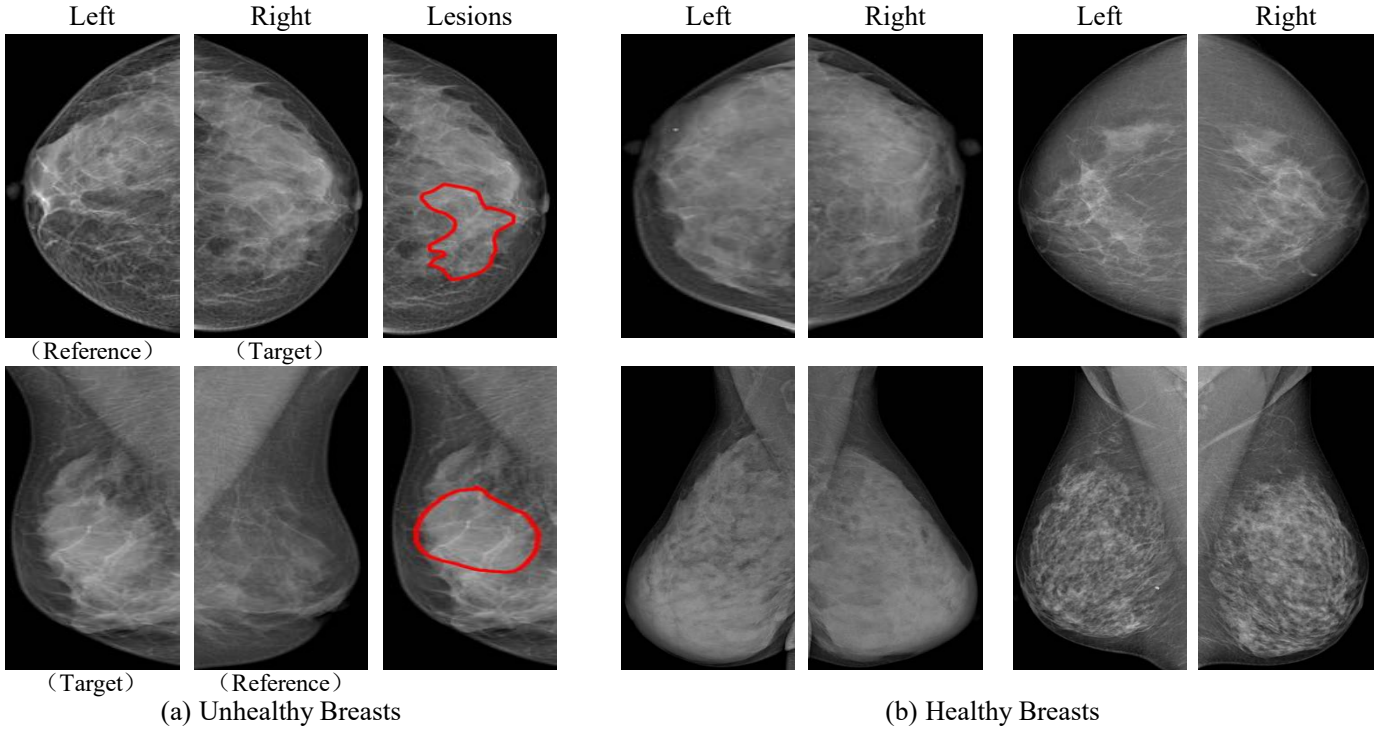 Left Right Lesions Left Right Left Right
（Reference） （Target）
（Target） （Reference）
(a) Unhealthy Breasts (b) Healthy Breasts